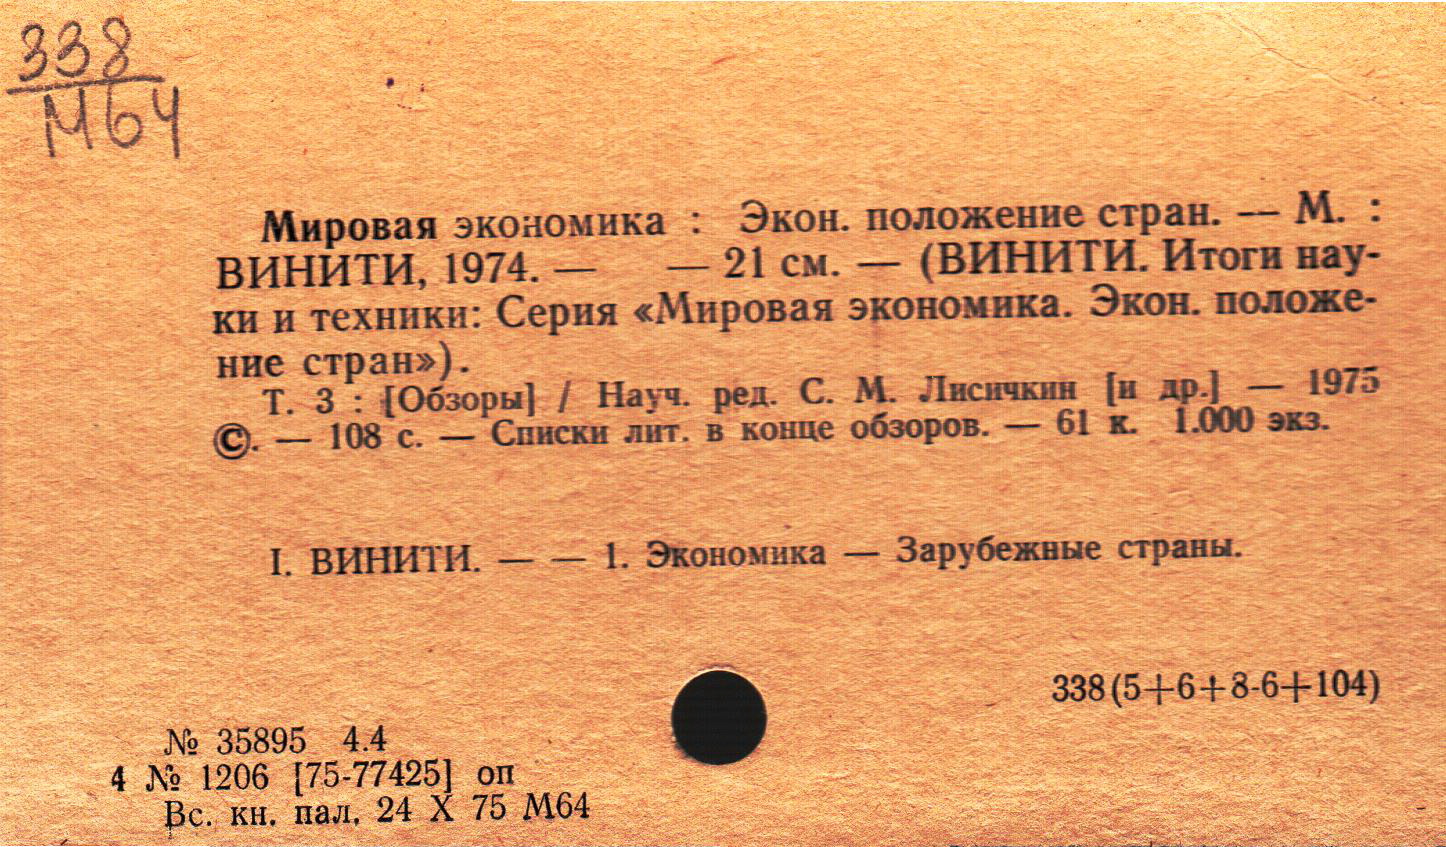 338
М64
Мировая экономика : Экон. положение стран. — М. :
ВИНИТИ, 1974. — — 21 см. — (ВИНИТИ. Итоги нау-
ки и техники: Серия «Мировая экономика. Экон. положе-
ние стран»).
Т. 3 : [Обзоры] / Науч. ред. С. М. Лисичкин [и др.] — 1975
©. — 108 с. — Списки лит. в конце обзоров. — 61 к. 1.000 экз.
I. ВИНИТИ. — — 1. Экономика — Зарубежные страны.
338(5+6+8-6+104)
№ 35895 4.4
4 № 1206 [75-77425] оп
Вс. кн. пал. 24 X 75 М64